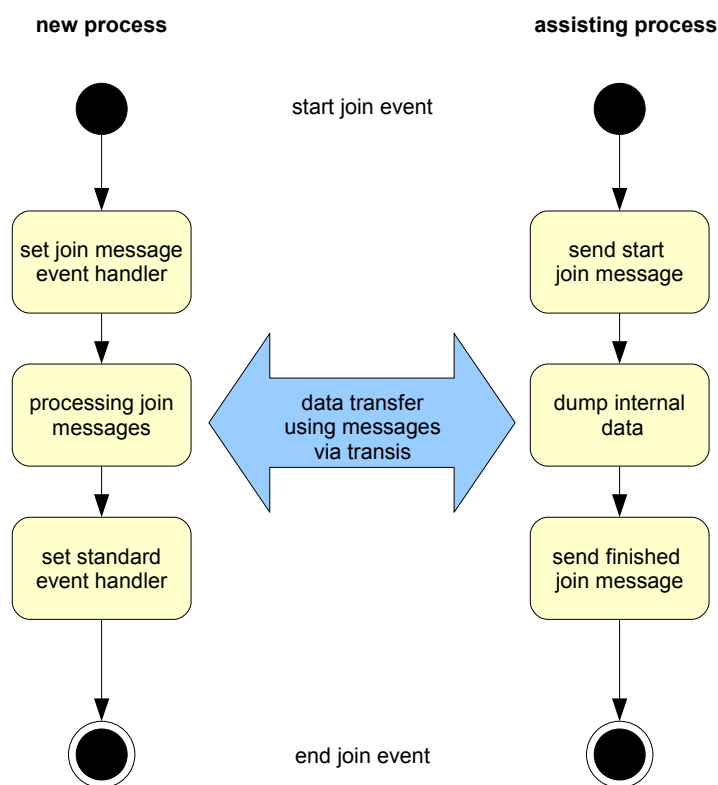 new process
assisting process
start join event
set join message
event handler
send start
join message
processing join
messages
data transfer
using messages
via transis
dump internal
data
set standard
event handler
send finished
join message
end join event